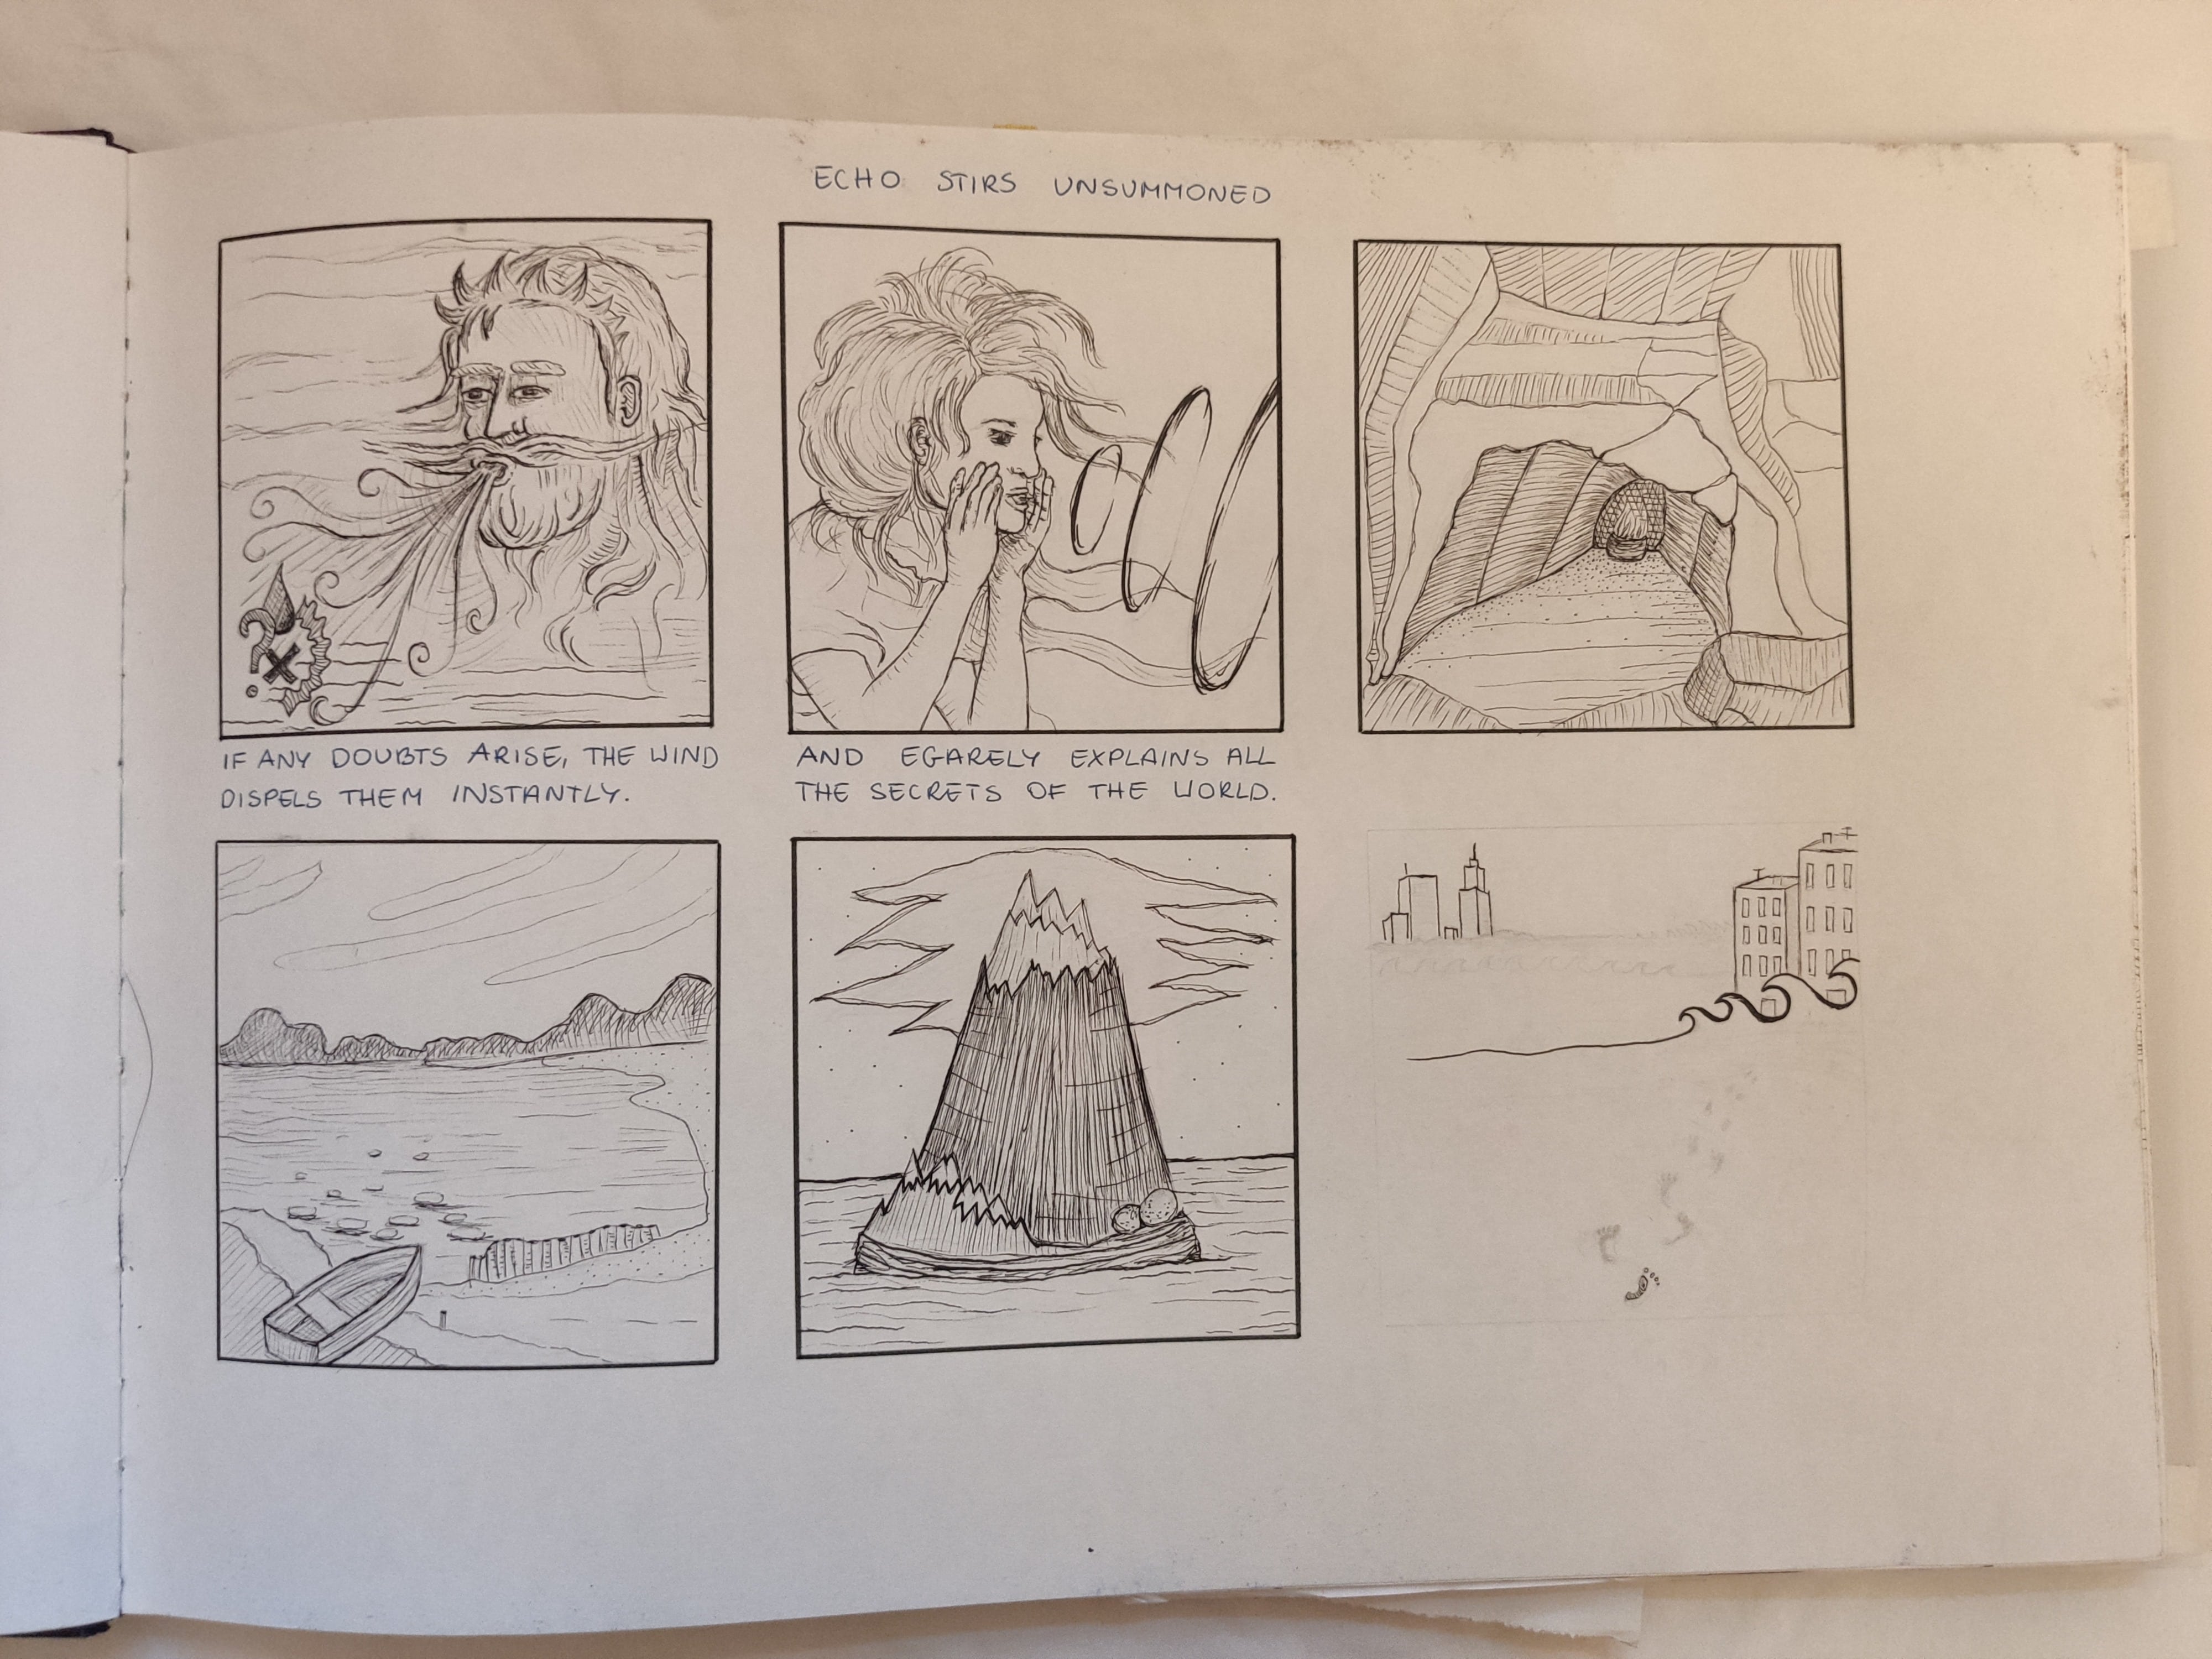 ECHO STIRS UNSUMMONED
IF ANY DOUBTS ARISE, THE WIND
DISPELS THEM INSTANTLY.
AND EGARELY EXPLAINS ALL
THE SECRETS OF THE WORLD.